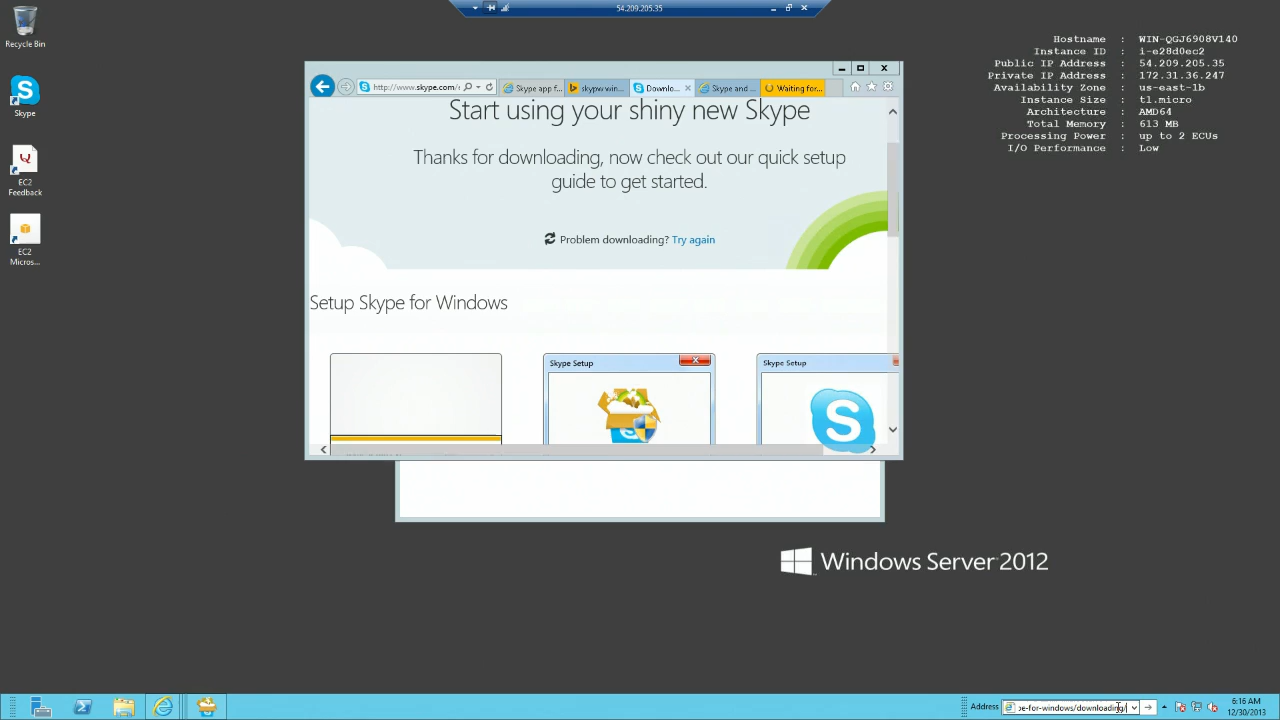 54.209.205.35
Recycle Bin
Skype
EC2
Feedback
EC2
Micros...
Hostname : WIN-QGJ6908V140
Instance ID : i-e28d0ec2
Public IP Address : 54.209.205.35
Private IP Address : 172.31.36.247
Availability Zone : us-east-1b
Instance Size : t1.micro
Architecture : AMD64
Total Memory : 613 MB
Processing Power : up to 2 ECUs
I/O Performance : Low
http://www.skype.com/
Skype app f...
skypw win...
Downlo...
Skype and ...
Waiting for...
Start using your shiny new Skype
Thanks for downloading, now check out our quick setup
guide to get started.
Problem downloading? Try again
Setup Skype for Windows
Skype Setup
Skype Setup
Windows Server 2012
Address
pe-for-windows/downloading/
6:16 AM
12/30/2013